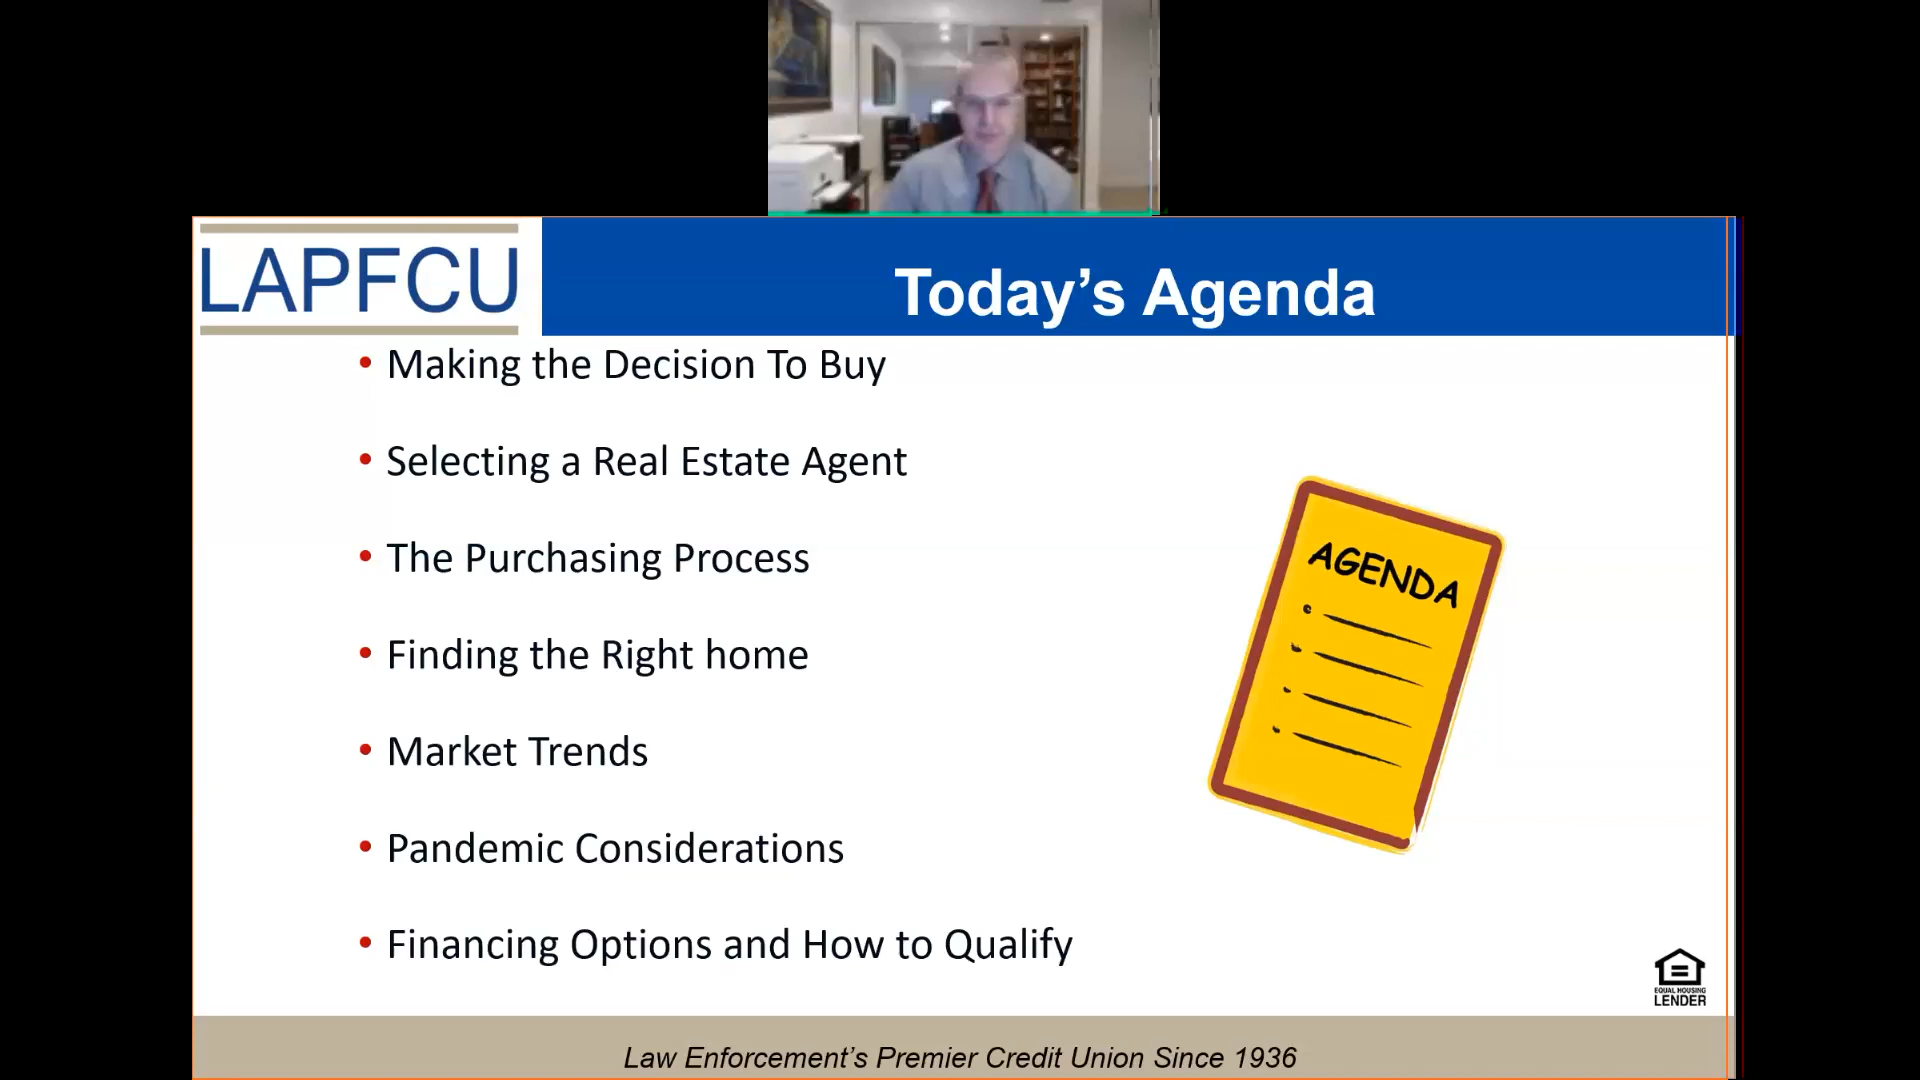 LAPFCU
Today’s Agenda
• Making the Decision To Buy
• Selecting a Real Estate Agent
• The Purchasing Process
• Finding the Right home
• Market Trends
• Pandemic Considerations
• Financing Options and How to Qualify
AGENDA
EQUAL HOUSING
LENDER
Law Enforcement’s Premier Credit Union Since 1936